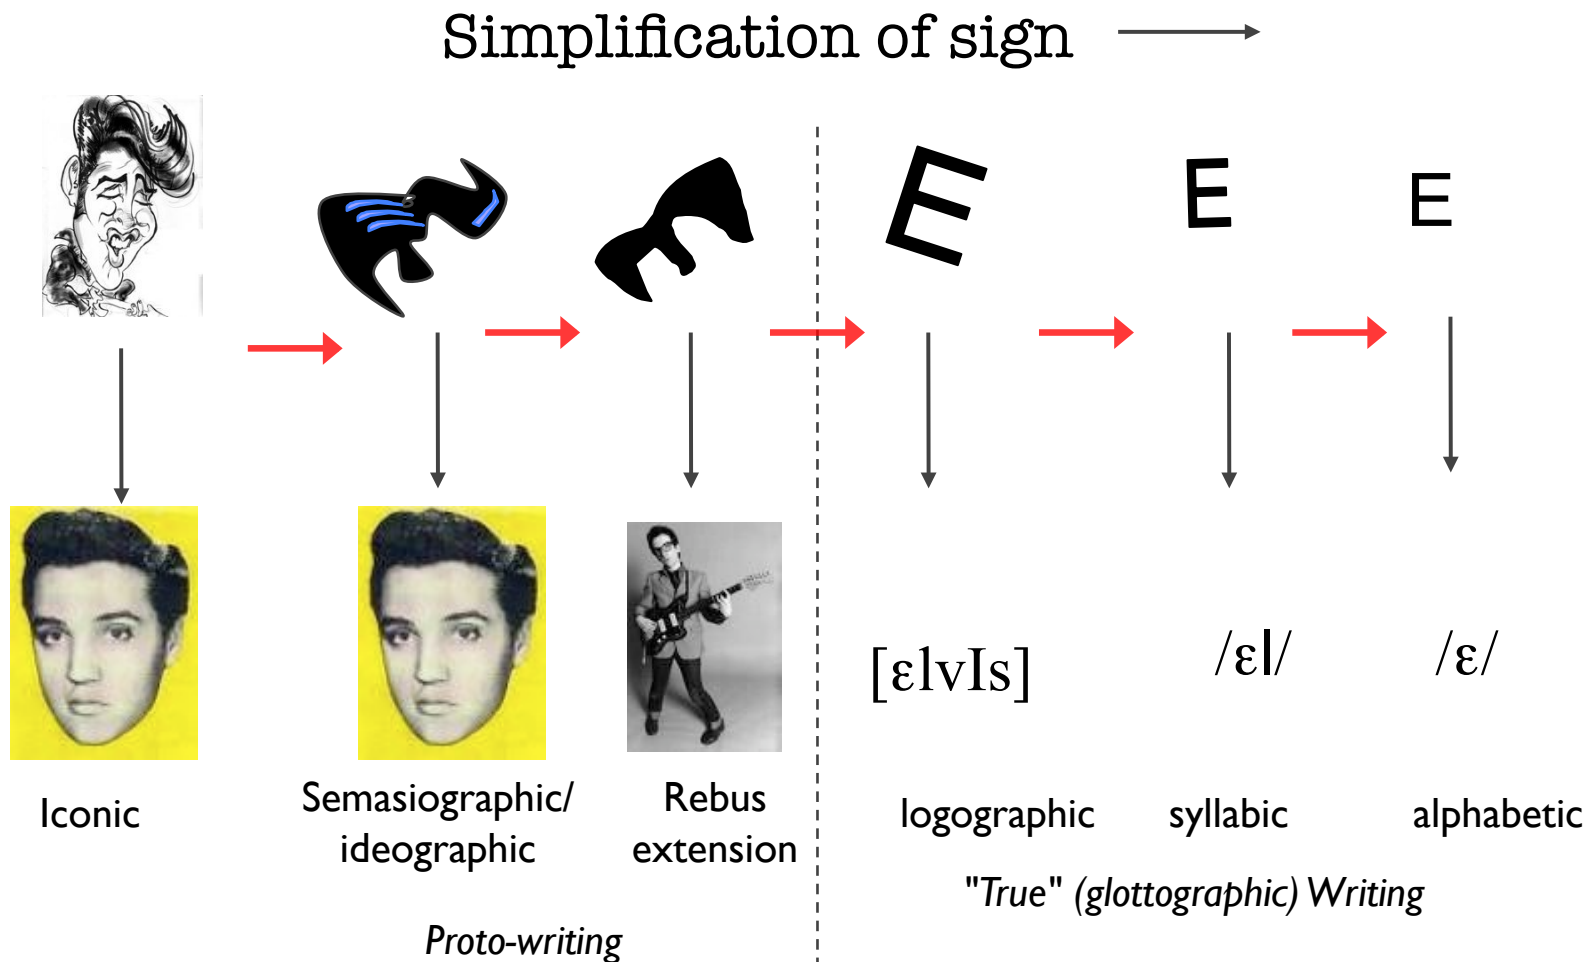 Simplification of sign
E
E
E
[ɛlvIs]
/ɛl/
/ɛ/
Iconic
Semasiographic/
ideographic
Rebus
extension
logographic
syllabic
alphabetic
"True" (glottographic) Writing
Proto-writing